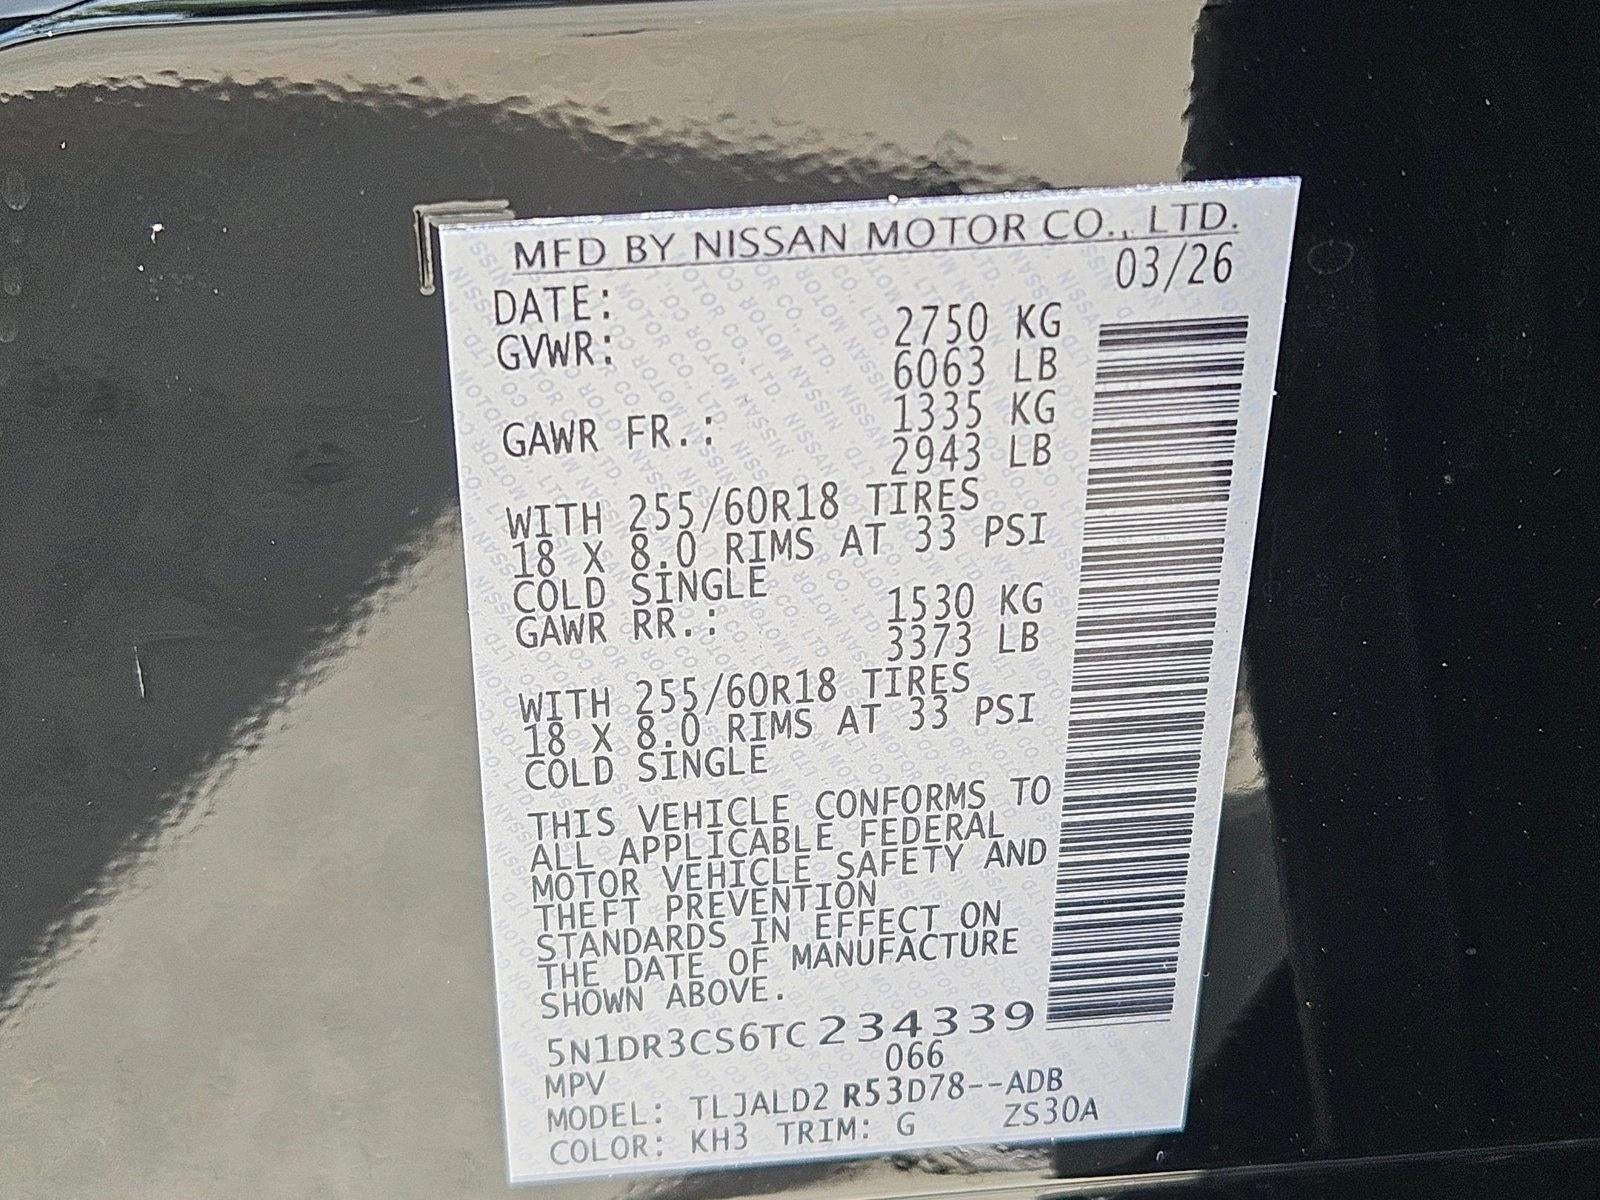 MFD BY NISSAN MOTOR CO., LTD.
DATE: 03/26
GVWR: 2750 KG
6063 LB
GAWR FR.: 1335 KG
2943 LB
WITH 255/60R18 TIRES
18 X 8.0 RIMS AT 33 PSI
COLD SINGLE
GAWR RR.: 1530 KG
3373 LB
WITH 255/60R18 TIRES
18 X 8.0 RIMS AT 33 PSI
COLD SINGLE
THIS VEHICLE CONFORMS TO
ALL APPLICABLE FEDERAL
MOTOR VEHICLE SAFETY AND
THEFT PREVENTION
STANDARDS IN EFFECT ON
THE DATE OF MANUFACTURE
SHOWN ABOVE.
5N1DR3CS6TC234339
MPV 066
MODEL: TLJALD2 R53D78--ADB
COLOR: KH3 TRIM: G ZS30A